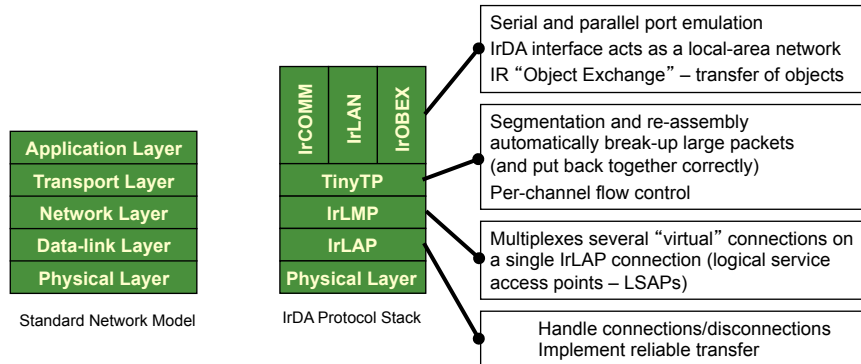 Application Layer
Transport Layer
Network Layer
Data-link Layer
Physical Layer
Standard Network Model
IrCOMM
IrLAN
IrOBEX
TinyTP
IrLMP
IrLAP
Physical Layer
IrDA Protocol Stack
Serial and parallel port emulation
IrDA interface acts as a local-area network
IR “Object Exchange” – transfer of objects
Segmentation and re-assembly
automatically break-up large packets
(and put back together correctly)
Per-channel flow control
Multiplexes several “virtual” connections on
a single IrLAP connection (logical service
access points – LSAPs)
Handle connections/disconnections
Implement reliable transfer